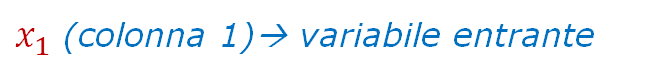 x₁ (colonna 1)→ variabile entrante